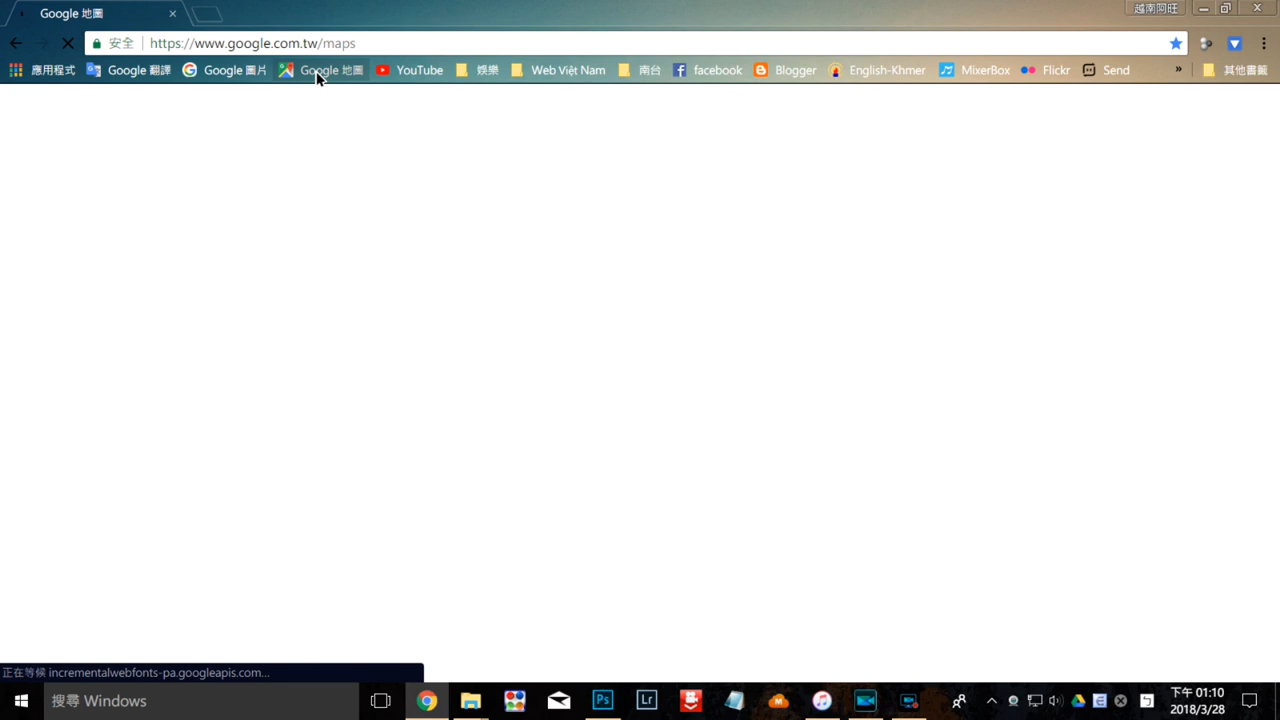 Google 地圖
越南阿旺
安全 https://www.google.com.tw/maps
應用程式 Google 翻譯 Google 圖片 Google 地圖 YouTube 娛樂 Web Việt Nam 南台 facebook Blogger English-Khmer MixerBox Flickr Send » 其他書籤
正在等候 incrementalwebfonts-pa.googleapis.com...
搜尋 Windows
Ps
Lr
下午 01:10
2018/3/28